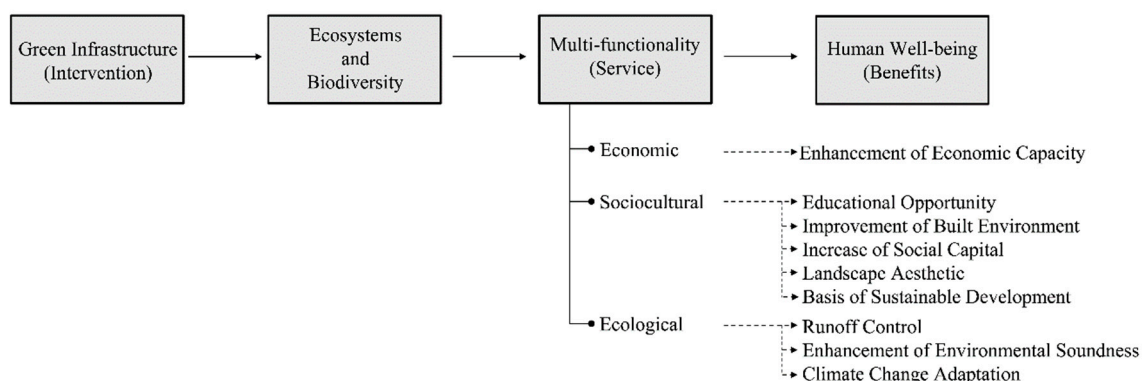 Green Infrastructure
(Intervention)
Ecosystems
and
Biodiversity
Multi-functionality
(Service)
Human Well-being
(Benefits)
Economic
Enhancement of Economic Capacity
Sociocultural
Educational Opportunity
Improvement of Built Environment
Increase of Social Capital
Landscape Aesthetic
Basis of Sustainable Development
Ecological
Runoff Control
Enhancement of Environmental Soundness
Climate Change Adaptation